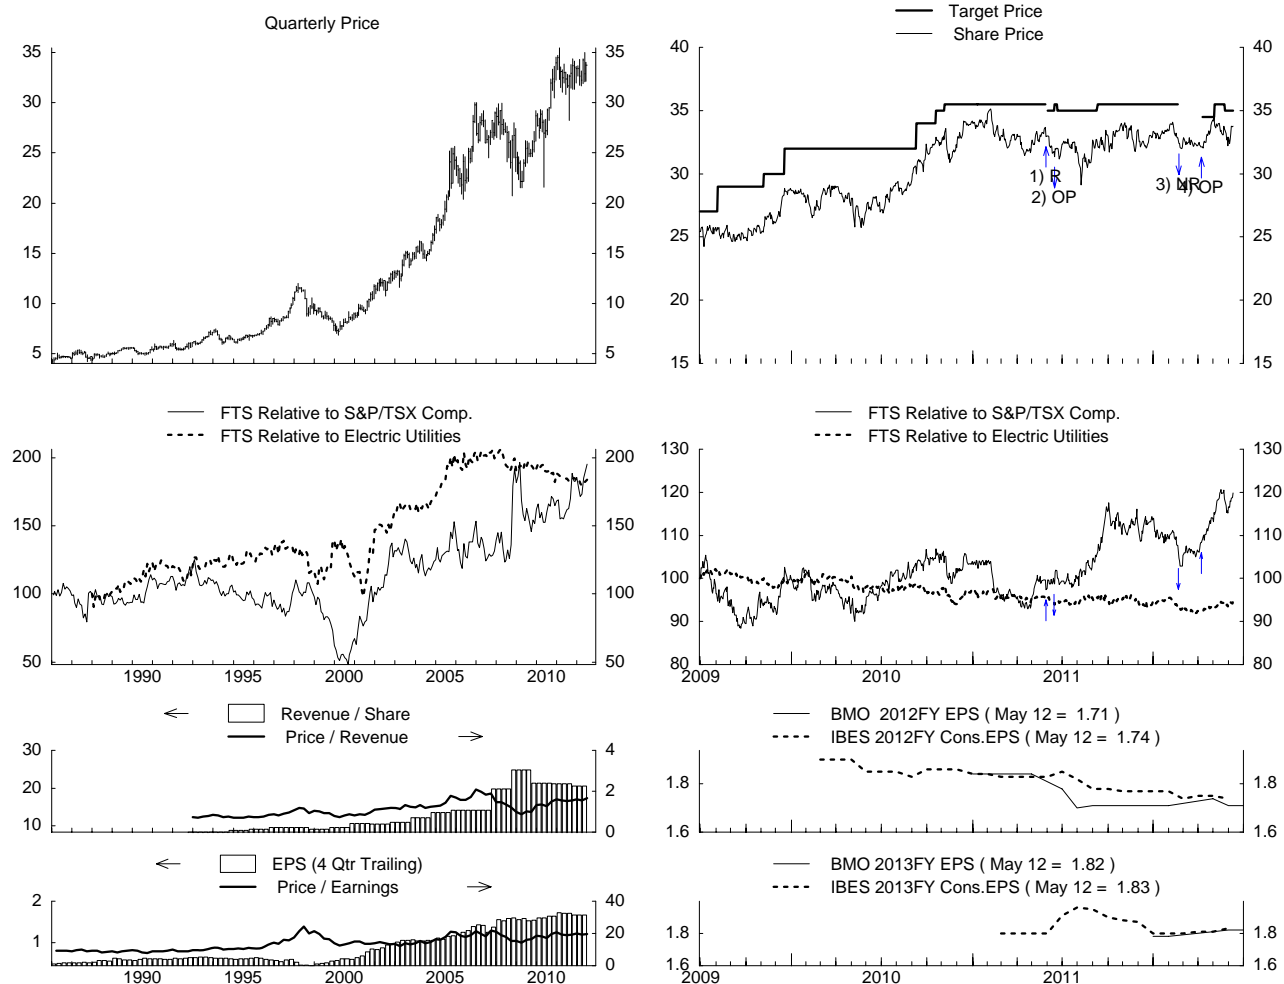 Quarterly Price
35 35
30 30
25 25
20 20
15 15
10 10
5 5
Target Price
Share Price
40 40
35 35
30 30
25 25
20 20
15 15
1) R
2) OP
3) NR
4) OP
FTS Relative to S&P/TSX Comp.
FTS Relative to Electric Utilities
200 200
150 150
100 100
50 50
1990 1995 2000 2005 2010
FTS Relative to S&P/TSX Comp.
FTS Relative to Electric Utilities
130 130
120 120
110 110
100 100
90 90
80 80
2009 2010 2011
Revenue / Share
Price / Revenue
30 4
20 2
10 0
BMO 2012FY EPS ( May 12 = 1.71 )
IBES 2012FY Cons.EPS ( May 12 = 1.74 )
1.8 1.8
1.6 1.6
EPS (4 Qtr Trailing)
Price / Earnings
2 40
1 20
0
1990 1995 2000 2005 2010
BMO 2013FY EPS ( May 12 = 1.82 )
IBES 2013FY Cons.EPS ( May 12 = 1.83 )
1.8 1.8
1.6 1.6
2009 2010 2011